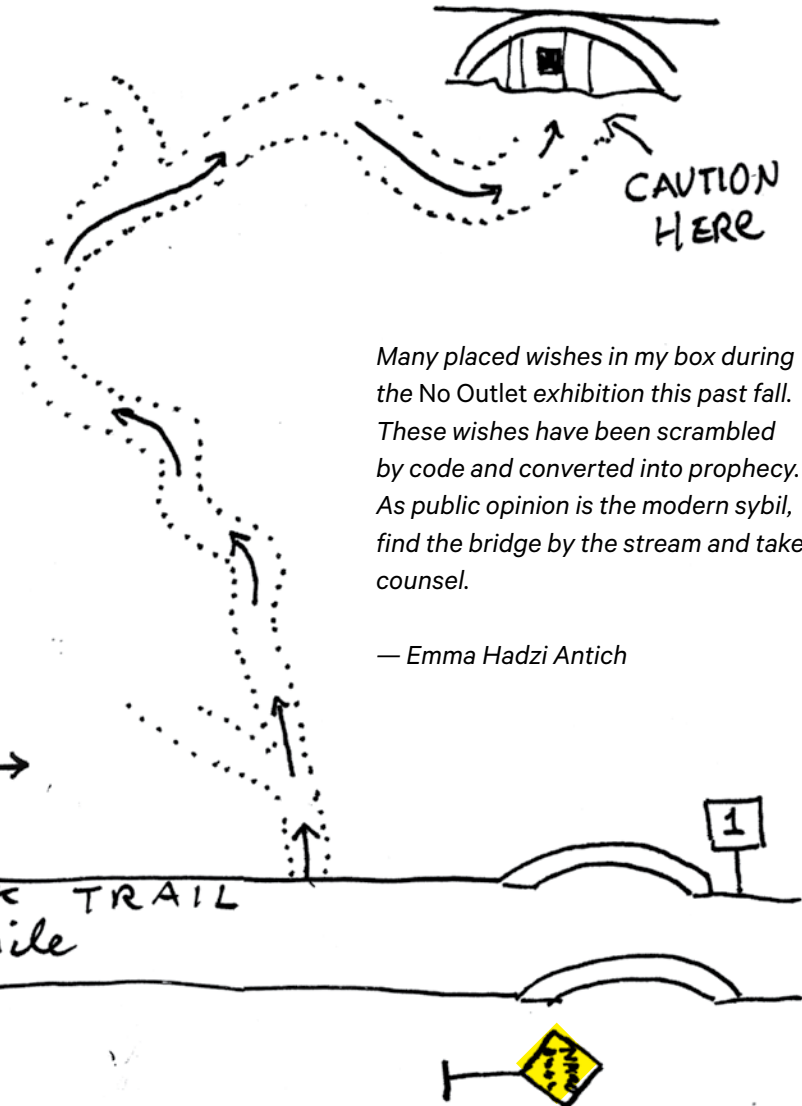 CAUTION
HERE
Many placed wishes in my box during
the No Outlet exhibition this past fall.
These wishes have been scrambled
by code and converted into prophecy.
As public opinion is the modern sybil,
find the bridge by the stream and take
counsel.
— Emma Hadzi Antich
1
TRAIL
ile